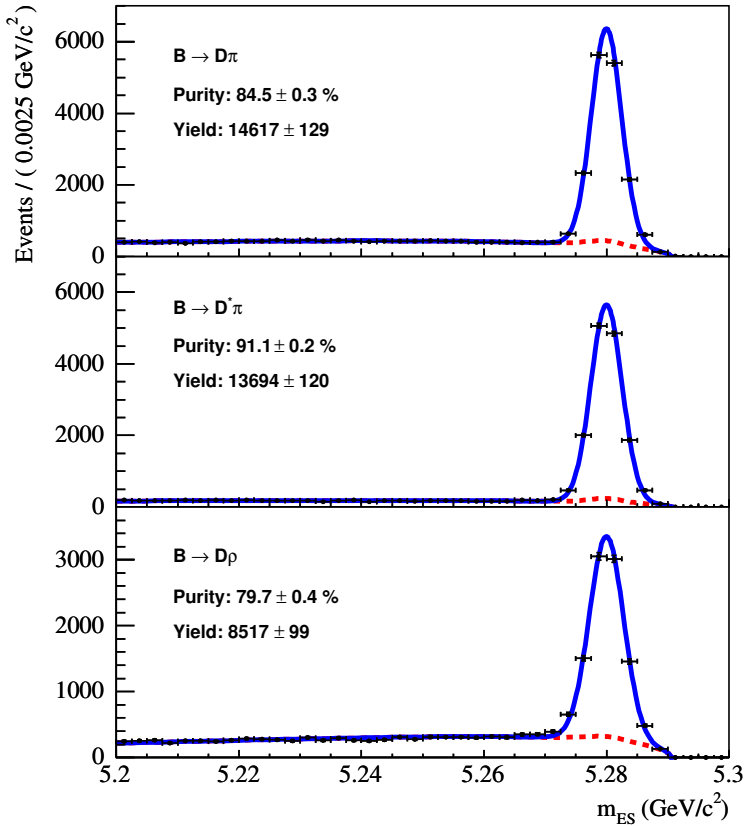 Events / ( 0.0025 GeV/c²)
6000
4000
2000
0
B → Dπ
Purity: 84.5 ± 0.3 %
Yield: 14617 ± 129
6000
4000
2000
0
B → D*π
Purity: 91.1 ± 0.2 %
Yield: 13694 ± 120
3000
2000
1000
0
B → Dρ
Purity: 79.7 ± 0.4 %
Yield: 8517 ± 99
5.2 5.22 5.24 5.26 5.28 5.3
m_ES (GeV/c²)